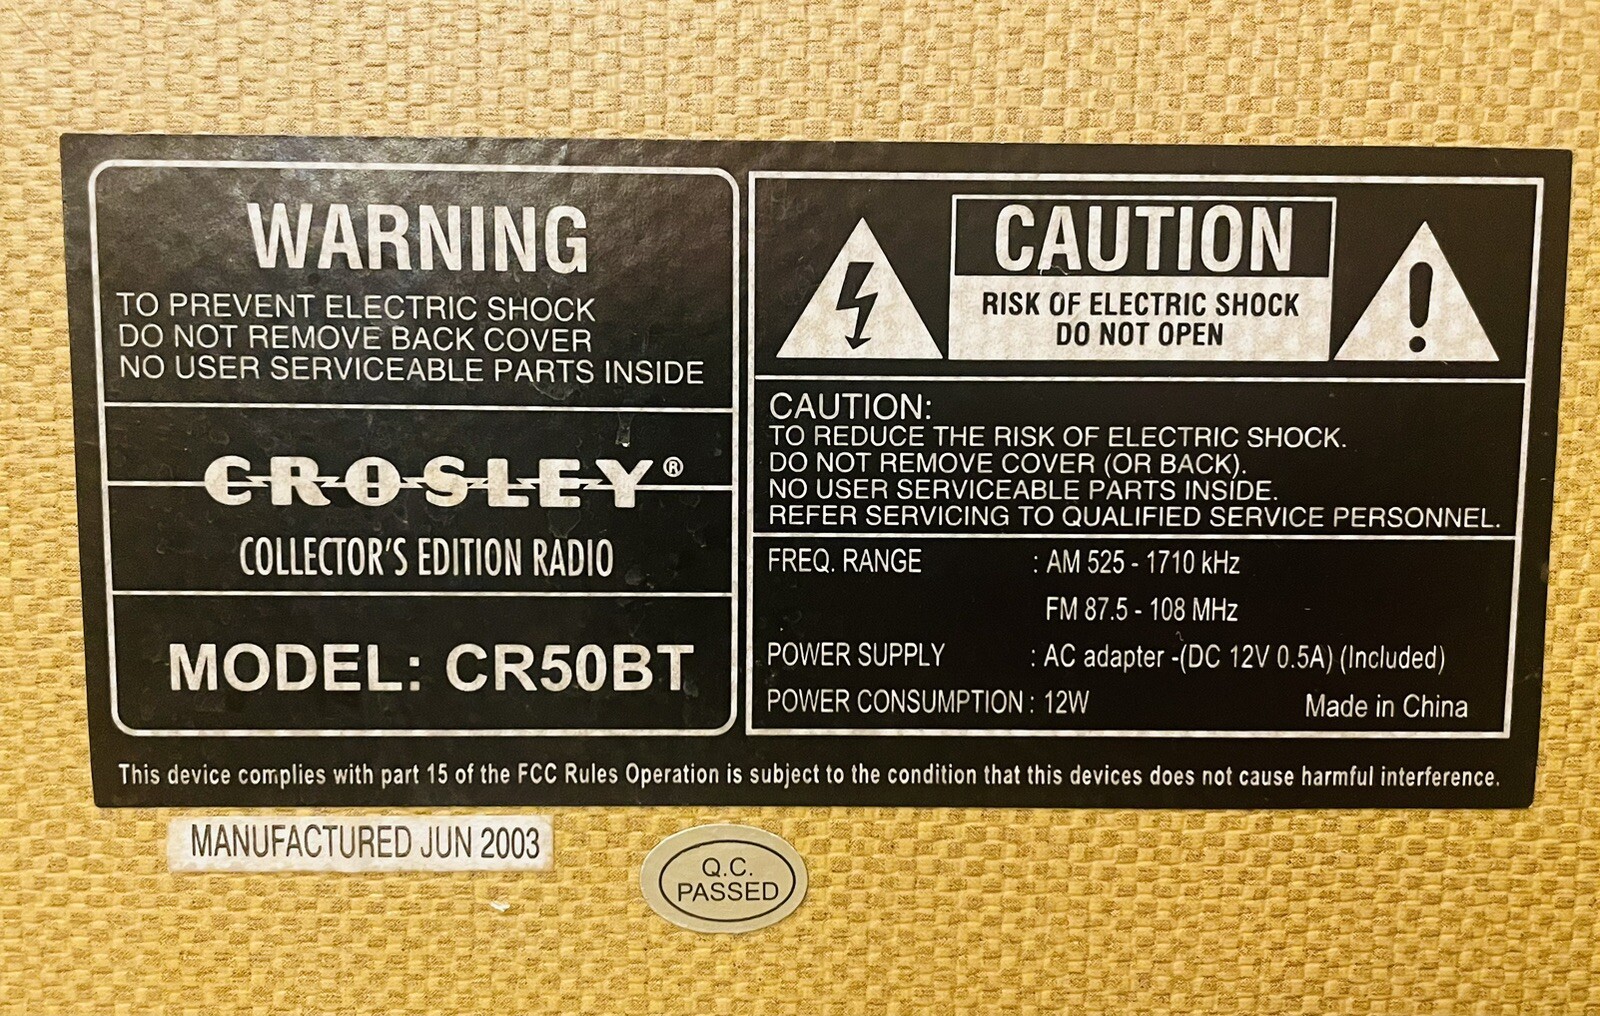 WARNING
TO PREVENT ELECTRIC SHOCK
DO NOT REMOVE BACK COVER
NO USER SERVICEABLE PARTS INSIDE
CROSLEY®
COLLECTOR'S EDITION RADIO
MODEL: CR50BT
CAUTION
RISK OF ELECTRIC SHOCK
DO NOT OPEN
CAUTION:
TO REDUCE THE RISK OF ELECTRIC SHOCK.
DO NOT REMOVE COVER (OR BACK).
NO USER SERVICEABLE PARTS INSIDE.
REFER SERVICING TO QUALIFIED SERVICE PERSONNEL.
FREQ. RANGE : AM 525 - 1710 kHz
FM 87.5 - 108 MHz
POWER SUPPLY : AC adapter -(DC 12V 0.5A) (Included)
POWER CONSUMPTION : 12W Made in China
This device complies with part 15 of the FCC Rules Operation is subject to the condition that this devices does not cause harmful interference.
MANUFACTURED JUN 2003
Q.C.
PASSED